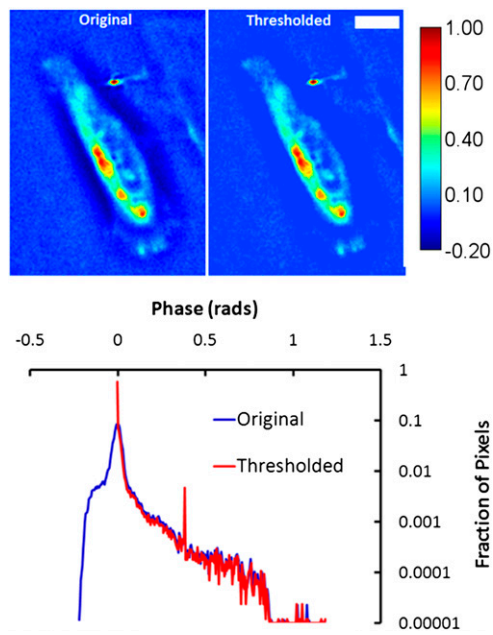 Original
Thresholded
1.00
0.70
0.40
0.10
-0.20
Phase (rads)
-0.5 0 0.5 1 1.5
1
0.1
0.01
0.001
0.0001
0.00001
Original
Thresholded
Fraction of Pixels